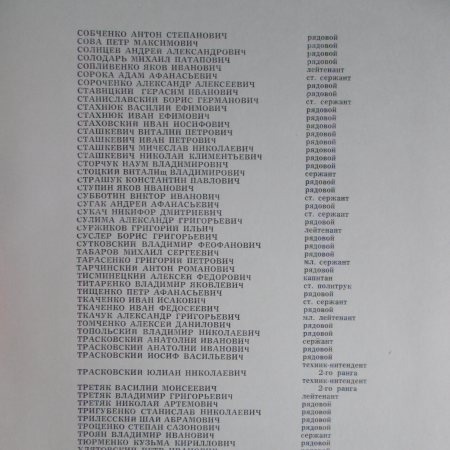 СОБЧЕНКО АНТОН СТЕПАНОВИЧ рядовой
СОВА ПЕТР МАКСИМОВИЧ рядовой
СОЛНЦЕВ АНДРЕЙ АЛЕКСАНДРОВИЧ рядовой
СОЛОДАРЬ МИХАИЛ ПАТАПОВИЧ рядовой
СОПЛИВЕНКО ЯКОВ ИВАНОВИЧ лейтенант
СОРОКА АДАМ АФАНАСЬЕВИЧ ст. сержант
СОРОЧЕНКО АЛЕКСАНДР АЛЕКСЕЕВИЧ рядовой
СТАВИЦКИЙ ГЕРАСИМ ИВАНОВИЧ рядовой
СТАНИСЛАВСКИЙ БОРИС ГЕРМАНОВИЧ ст. сержант
СТАХНЮК ВАСИЛИЙ ЕФИМОВИЧ рядовой
СТАХНЮК ИВАН ЕФИМОВИЧ рядовой
СТАХОВСКИЙ ИВАН ИОСИФОВИЧ рядовой
СТАШКЕВИЧ ВИТАЛИЙ ПЕТРОВИЧ рядовой
СТАШКЕВИЧ ИВАН ПЕТРОВИЧ рядовой
СТАШКЕВИЧ МИЧЕСЛАВ НИКОЛАЕВИЧ рядовой
СТАШКЕВИЧ НИКОЛАЙ КЛИМЕНТЬЕВИЧ рядовой
СТОРЧУК НАУМ ВЛАДИМИРОВИЧ рядовой
СТОЦКИЙ ВИТАЛИЙ ВЛАДИМИРОВИЧ сержант
СТРАШУК КОНСТАНТИН ПАВЛОВИЧ рядовой
СТУПИН ЯКОВ ИВАНОВИЧ рядовой
СУББОТИН ВИКТОР ИВАНОВИЧ ст. сержант
СУГАК АНДРЕЙ АФАНАСЬЕВИЧ рядовой
СУКАЧ НИКИФОР ДМИТРИЕВИЧ ст. сержант
СУЛИМА АЛЕКСАНДР ГРИГОРЬЕВИЧ рядовой
СУРЖИКОВ ГРИГОРИЙ ИЛЬИЧ лейтенант
СУСЛЕР БОРИС ГРИГОРЬЕВИЧ рядовой
СУТКОВСКИЙ ВЛАДИМИР ФЕОФАНОВИЧ рядовой
ТАБАРОВ МИХАИЛ СЕРГЕЕВИЧ рядовой
ТАРАСЕНКО ГРИГОРИЙ ПЕТРОВИЧ мл. сержант
ТАРЧИНСКИЙ АНТОН РОМАНОВИЧ рядовой
ТИСМИНЕЦКИЙ АЛЕКСЕЙ ФЕДОРОВИЧ капитан
ТИТАРЕНКО ВЛАДИМИР ЯКОВЛЕВИЧ ст. политрук
ТИЩЕНКО ПЕТР АФАНАСЬЕВИЧ рядовой
ТКАЧЕНКО ИВАН ИСАКОВИЧ ст. сержант
ТКАЧЕНКО ИВАН ФЕДОСЕЕВИЧ рядовой
ТКАЧУК АЛЕКСАНДР ГРИГОРЬЕВИЧ мл. лейтенант
ТОМЧЕНКО АЛЕКСЕЙ ДАНИЛОВИЧ рядовой
ТОПОЛЬСКИЙ ВЛАДИМИР НИКОЛАЕВИЧ рядовой
ТРАСКОВСКИЙ АНАТОЛИЙ ИВАНОВИЧ сержант
ТРАСКОВСКИЙ АНАТОЛИЙ ИВАНОВИЧ рядовой
ТРАСКОВСКИЙ ИОСИФ ВАСИЛЬЕВИЧ рядовой
техник-интендент
ТРАСКОВСКИЙ ЮЛИАН НИКОЛАЕВИЧ 2-го ранга
техник-интендент
2-го ранга
ТРЕТЯК ВАСИЛИЙ МОИСЕЕВИЧ
ТРЕТЯК ВЛАДИМИР ГРИГОРЬЕВИЧ лейтенант
ТРЕТЯК НИКОЛАЙ АРТЕМОВИЧ рядовой
ТРИГУБЕНКО СТАНИСЛАВ НИКОЛАЕВИЧ рядовой
ТРИЛЕССКИЙ ШАЙ АБРАМОВИЧ рядовой
ТРОЦЕНКО СТЕПАН САЗОНОВИЧ рядовой
ТРОЯН ВЛАДИМИР ИВАНОВИЧ сержант
ТЮРМЕНКО КУЗЬМА КИРИЛЛОВИЧ рядовой